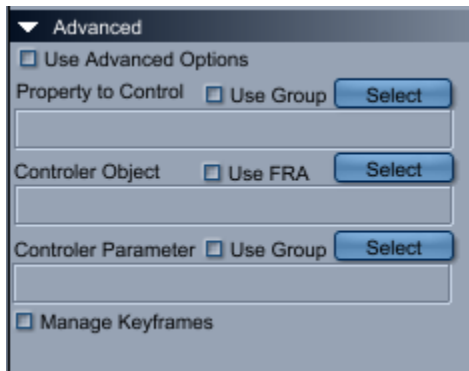 Advanced
Use Advanced Options
Property to Control Use Group Select
Controler Object Use FRA Select
Controler Parameter Use Group Select
Manage Keyframes